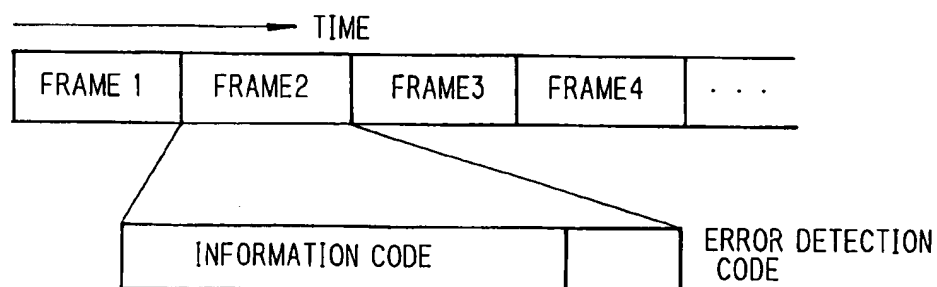 TIME
FRAME 1 FRAME2 FRAME3 FRAME4 . . .
INFORMATION CODE
ERROR DETECTION
CODE